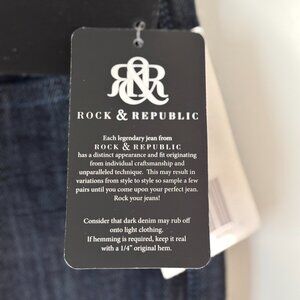 R&R
ROCK & REPUBLIC
Each legendary jean from
ROCK & REPUBLIC
has a distinct appearance and fit originating
from individual craftsmanship and
unparalleled technique. This may result in
variations from style to style so sample a few
pairs until you come upon your perfect jean.
Rock your jeans!
Consider that dark denim may rub off
onto light clothing.
If hemming is required, keep it real
with a 1/4" original hem.